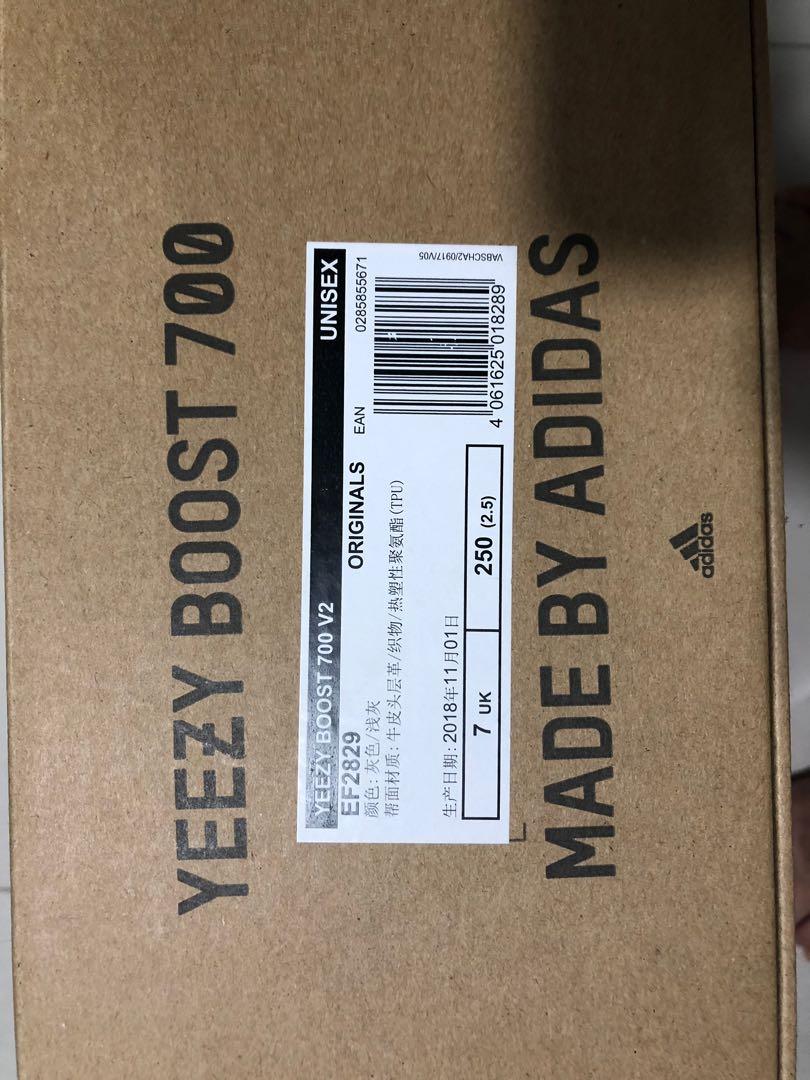 YEEZY BOOST 700
YEEZY BOOST 700 V2
UNISEX
EF2829
ORIGINALS
EAN
0285855671
颜色: 灰色/浅灰
帮面材质: 牛皮头层革/织物/热塑性聚氨酯(TPU)
生产日期: 2018年11月01日
7 UK
250 (2.5)
4 061625 018289
VABSCHA2/0917/V05
MADE BY ADIDAS
adidas